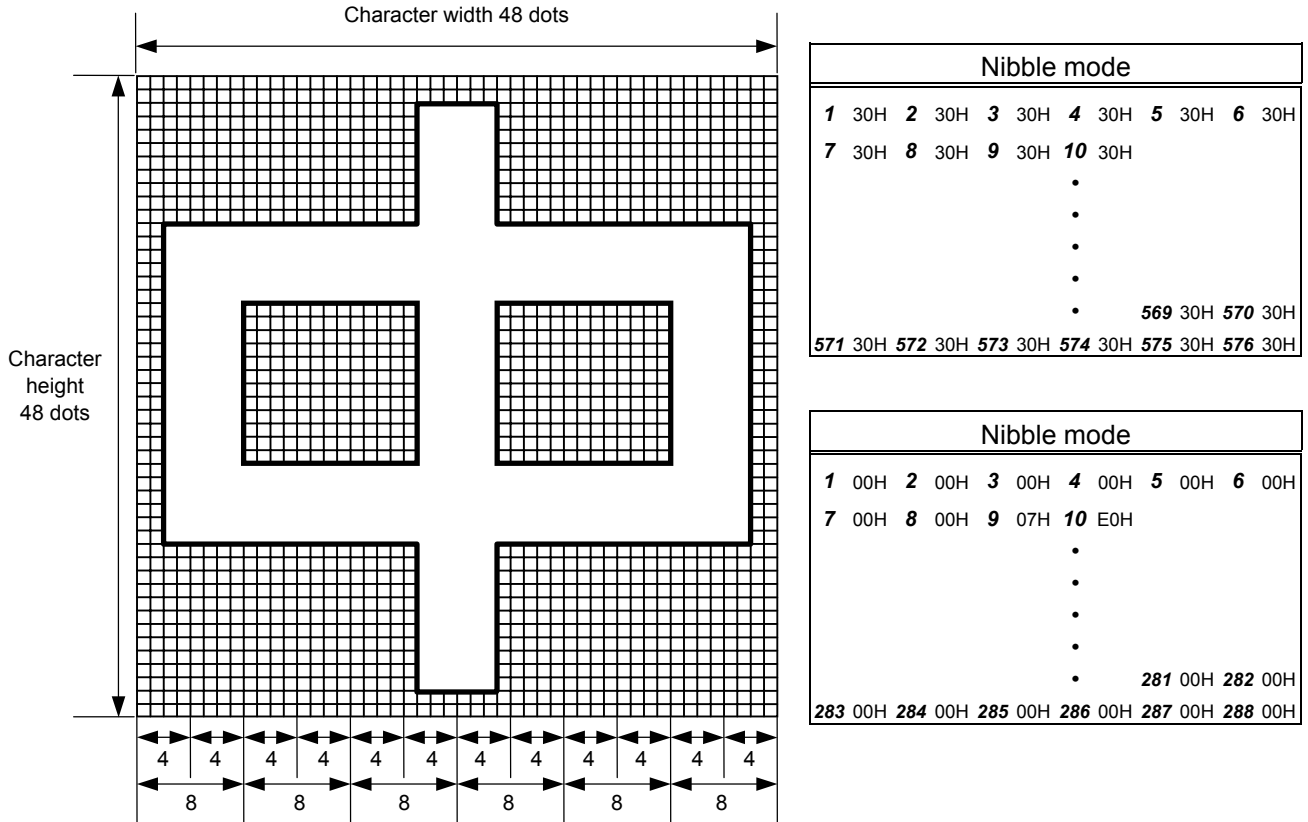 Character width 48 dots
Character
height
48 dots
4 4 4 4 4 4 4 4 4 4 4 4
8 8 8 8 8 8
Nibble mode
1 30H 2 30H 3 30H 4 30H 5 30H 6 30H
7 30H 8 30H 9 30H 10 30H
•
•
•
•
• 569 30H 570 30H
571 30H 572 30H 573 30H 574 30H 575 30H 576 30H
Nibble mode
1 00H 2 00H 3 00H 4 00H 5 00H 6 00H
7 00H 8 00H 9 07H 10 E0H
•
•
•
•
• 281 00H 282 00H
283 00H 284 00H 285 00H 286 00H 287 00H 288 00H